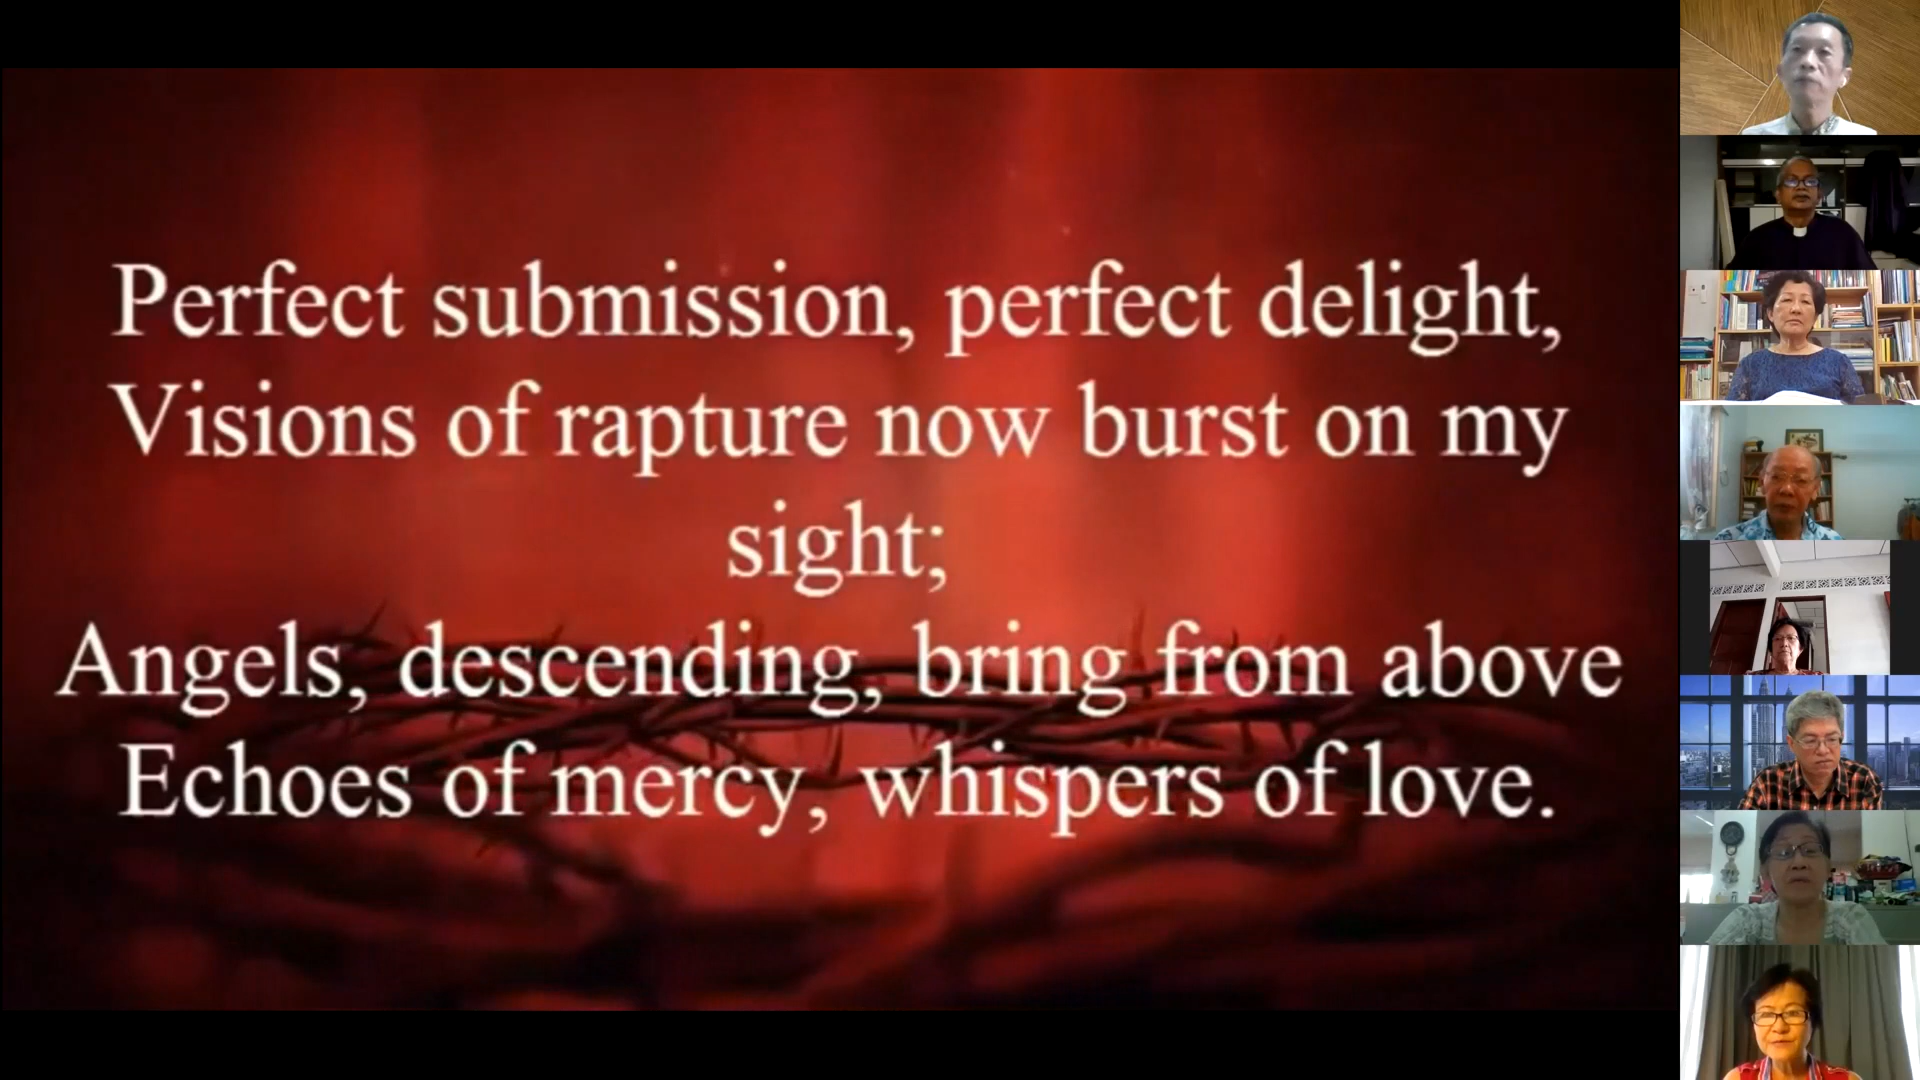 Perfect submission, perfect delight,
Visions of rapture now burst on my
sight;
Angels, descending, bring from above
Echoes of mercy, whispers of love.